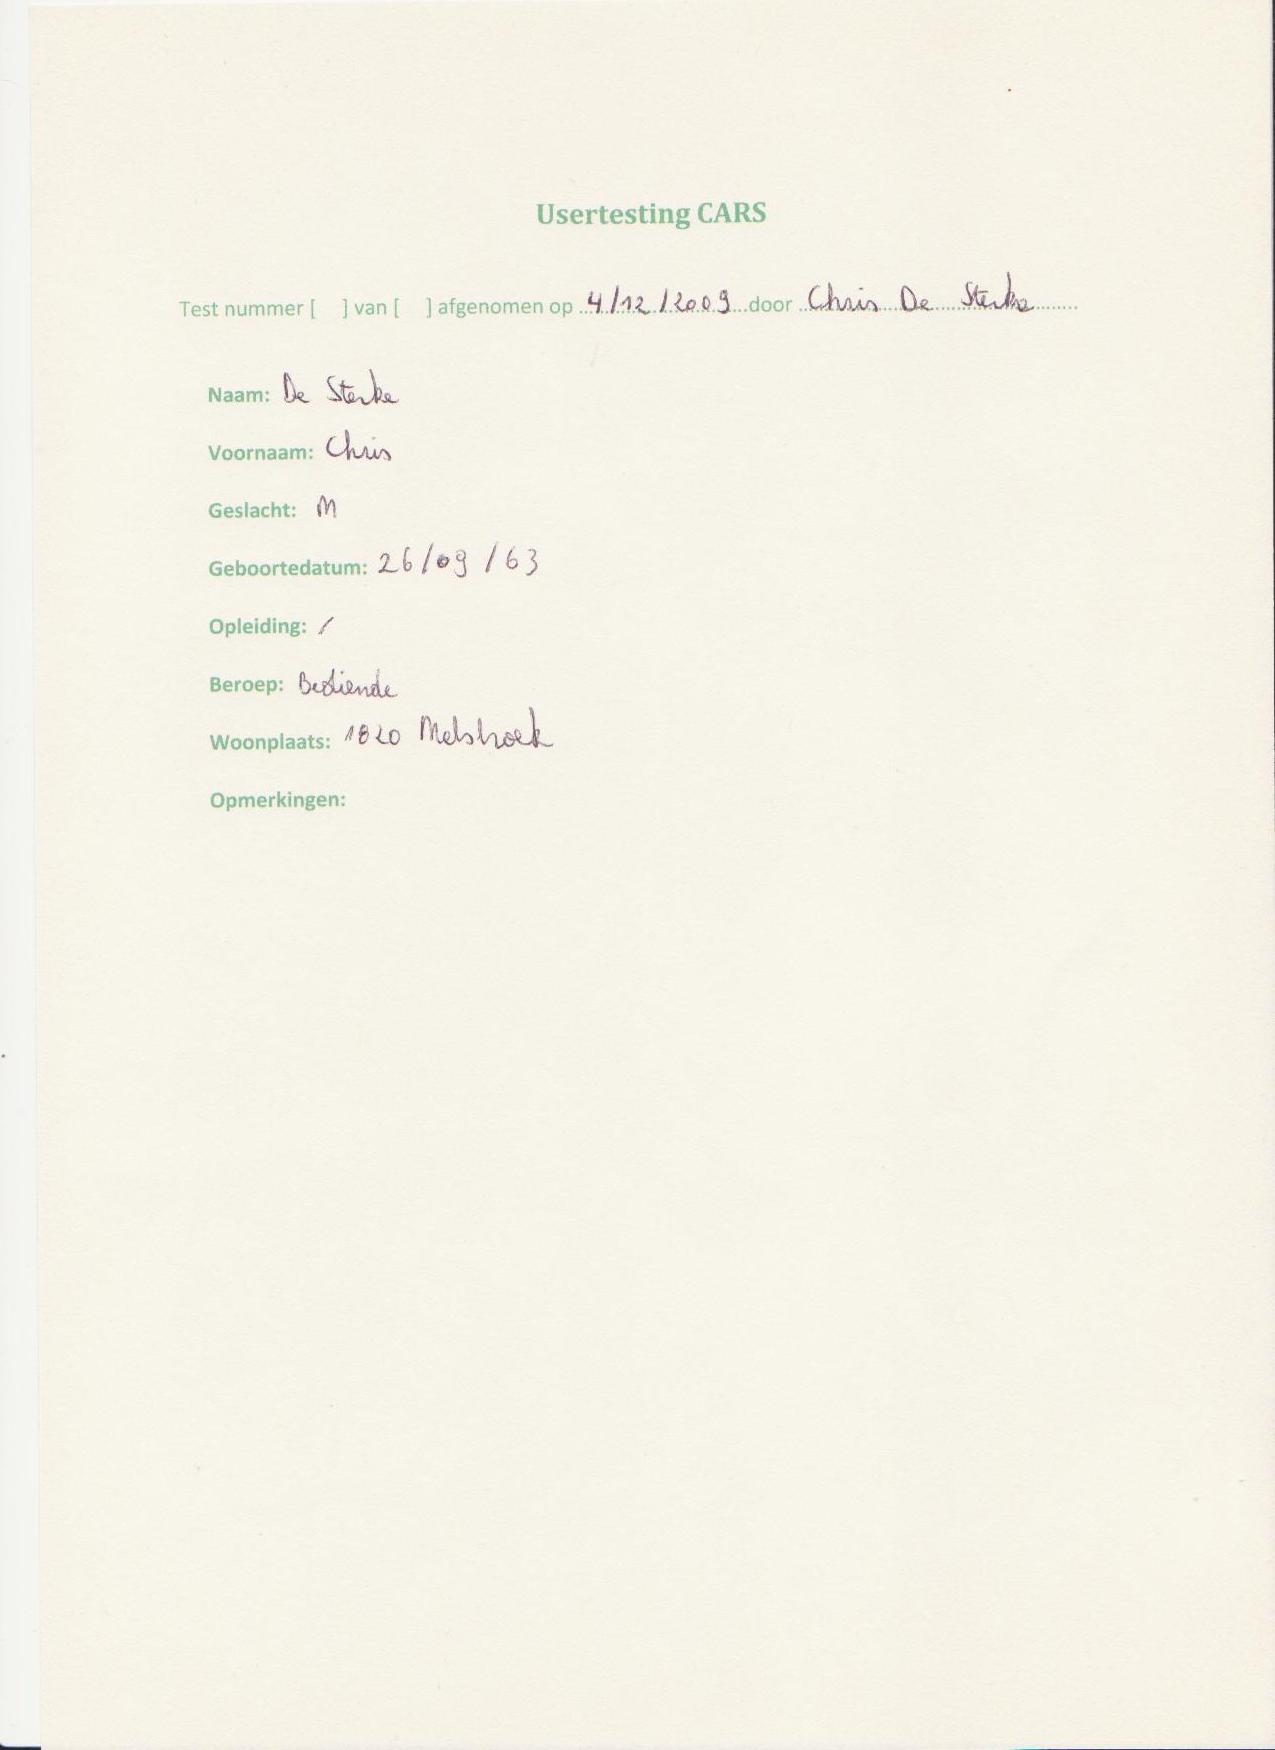 Usertesting CARS
Test nummer [ ] van [ ] afgenomen op 4/12/2009 door Chris De Sterke
Naam: De Sterke
Voornaam: Chris
Geslacht: M
Geboortedatum: 26/09/63
Opleiding: /
Beroep: Bediende
Woonplaats: 1820 Melsbroek
Opmerkingen: